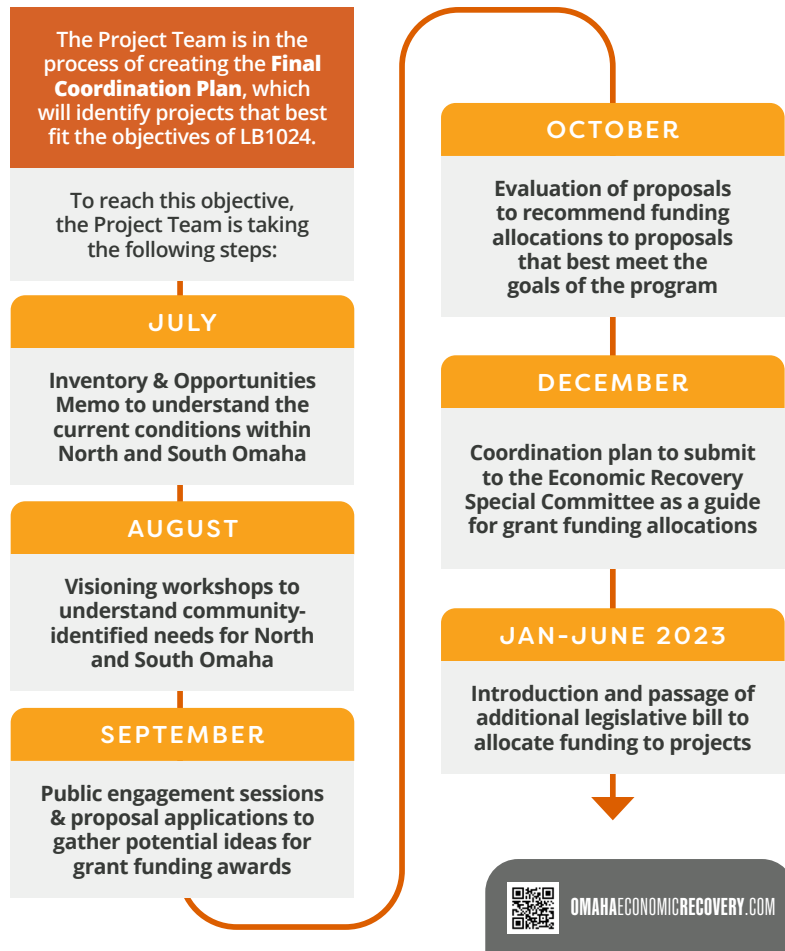 The Project Team is in the
process of creating the Final
Coordination Plan, which
will identify projects that best
fit the objectives of LB1024.
To reach this objective,
the Project Team is taking
the following steps:
JULY
Inventory & Opportunities
Memo to understand the
current conditions within
North and South Omaha
AUGUST
Visioning workshops to
understand community-
identified needs for North
and South Omaha
SEPTEMBER
Public engagement sessions
& proposal applications to
gather potential ideas for
grant funding awards
OCTOBER
Evaluation of proposals
to recommend funding
allocations to proposals
that best meet the
goals of the program
DECEMBER
Coordination plan to submit
to the Economic Recovery
Special Committee as a guide
for grant funding allocations
JAN-JUNE 2023
Introduction and passage of
additional legislative bill to
allocate funding to projects
OMAHAECONOMICRECOVERY.COM